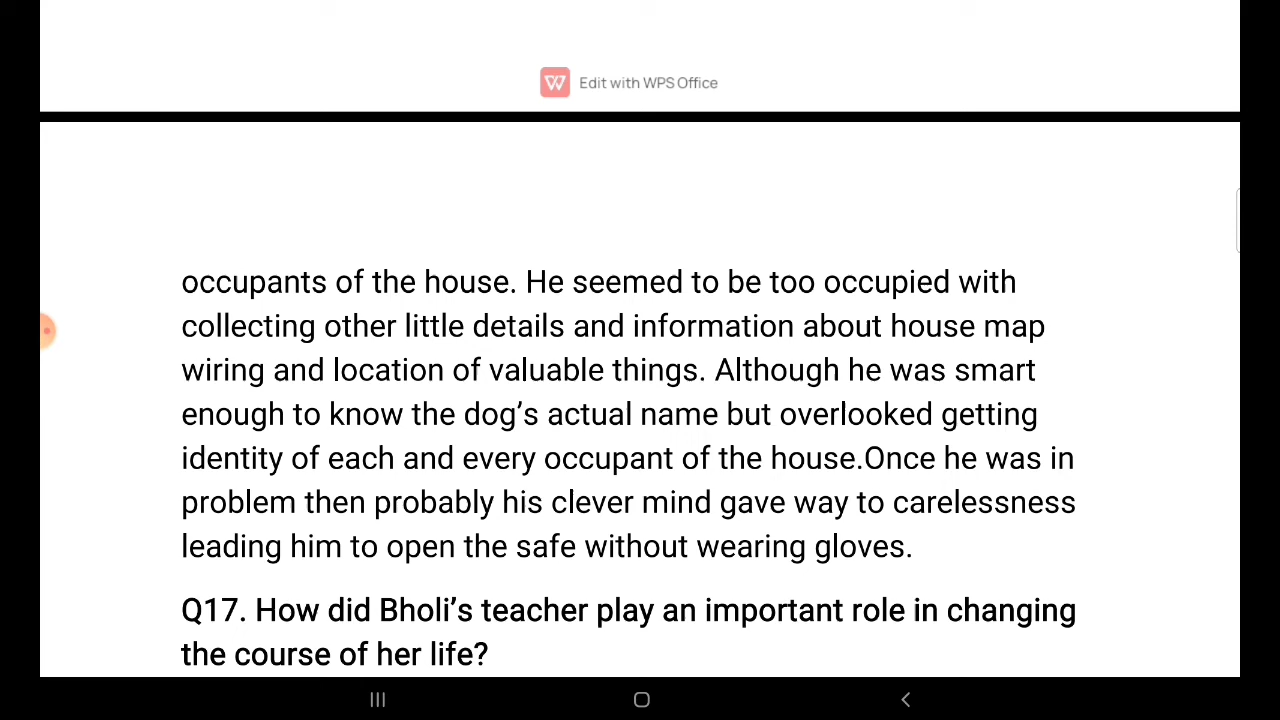 Edit with WPS Office
occupants of the house. He seemed to be too occupied with
collecting other little details and information about house map
wiring and location of valuable things. Although he was smart
enough to know the dog’s actual name but overlooked getting
identity of each and every occupant of the house.Once he was in
problem then probably his clever mind gave way to carelessness
leading him to open the safe without wearing gloves.
Q17. How did Bholi’s teacher play an important role in changing
the course of her life?